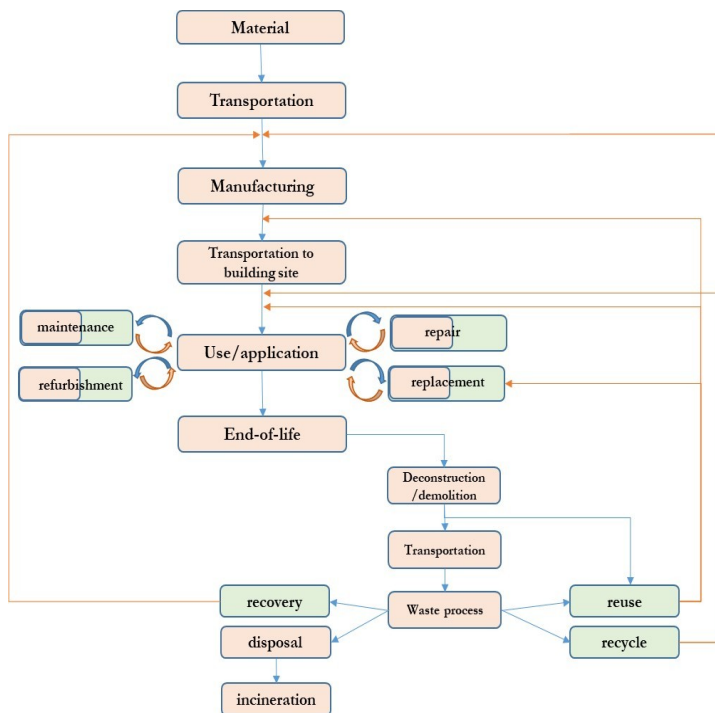 Material
Transportation
Manufacturing
Transportation to
building site
maintenance
repair
Use/application
refurbishment
replacement
End-of-life
Deconstruction
/demolition
Transportation
recovery
Waste process
reuse
disposal
recycle
incineration